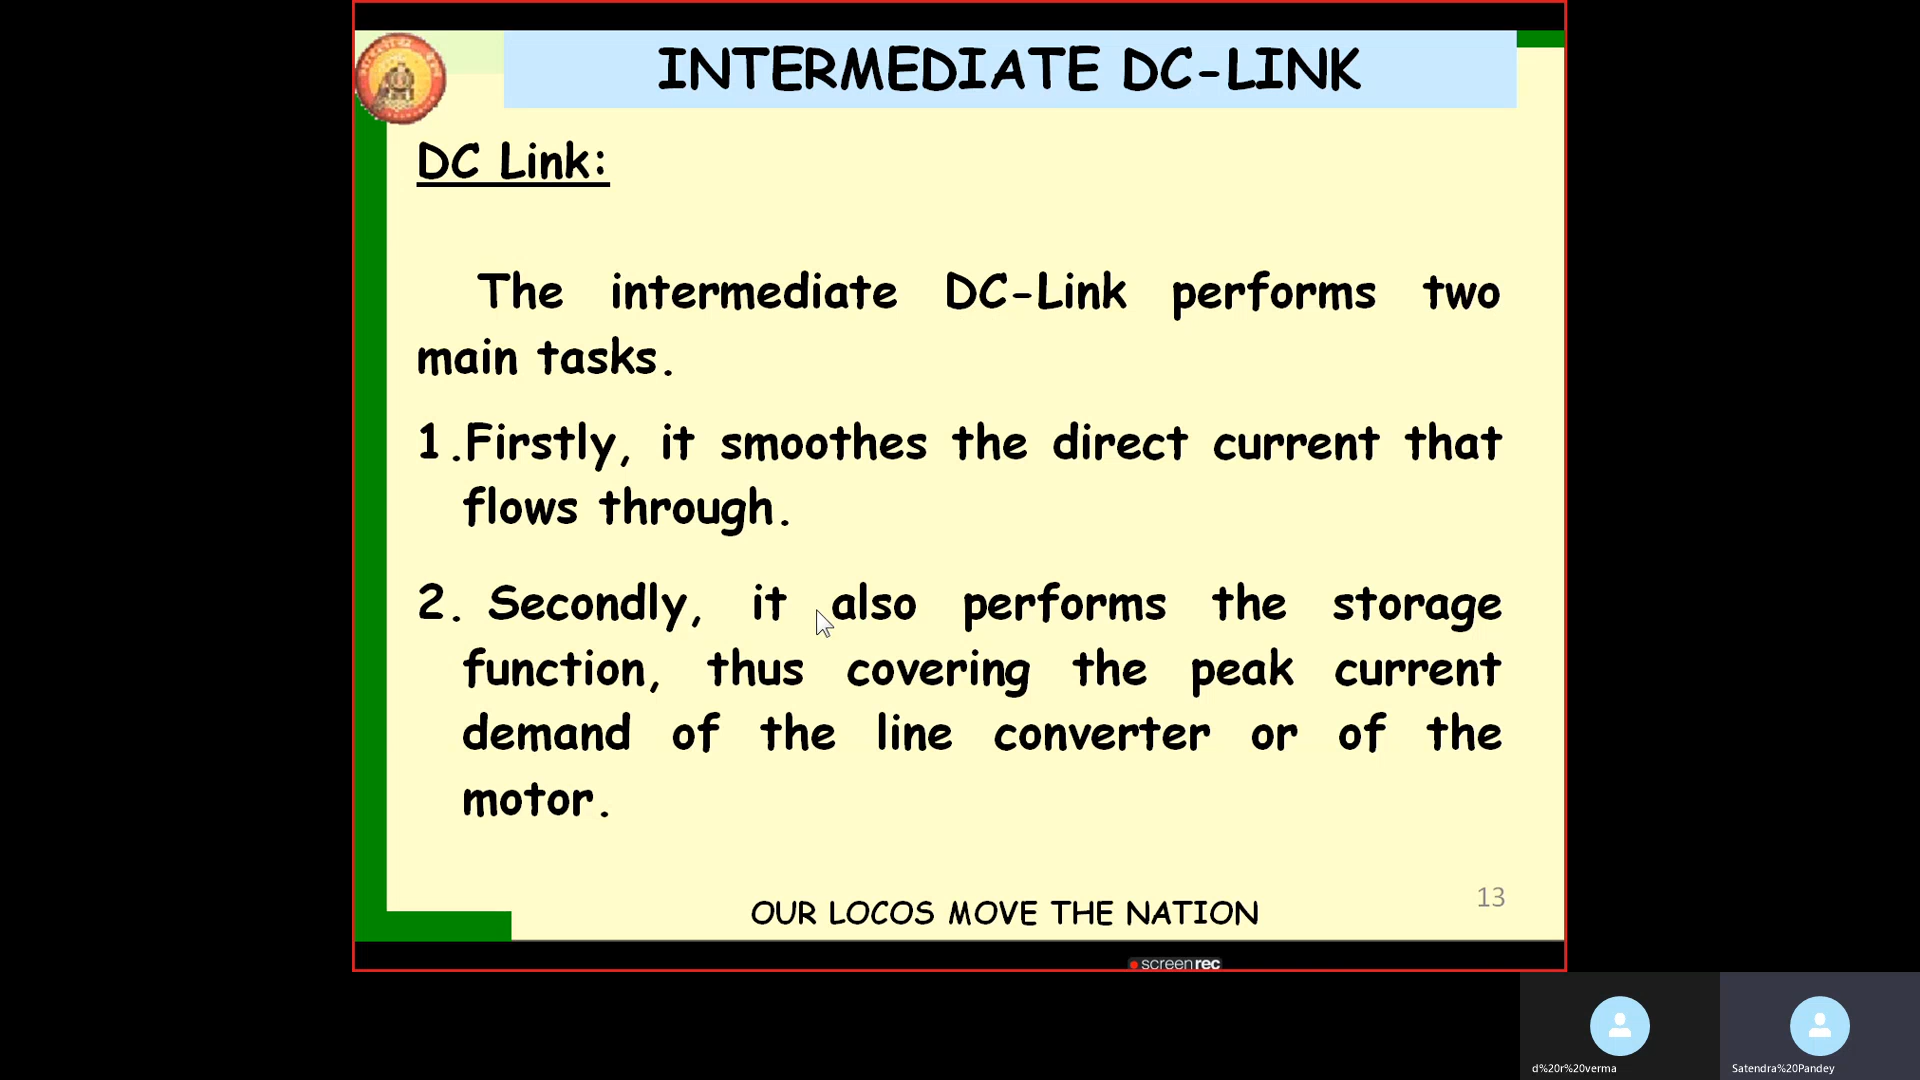 INTERMEDIATE DC-LINK
DC Link:
The intermediate DC-Link performs two
main tasks.
1.Firstly, it smoothes the direct current that
flows through.
2. Secondly, it also performs the storage
function, thus covering the peak current
demand of the line converter or of the
motor.
OUR LOCOS MOVE THE NATION
13
screenrec
d%20r%20verma
Satendra%20Pandey